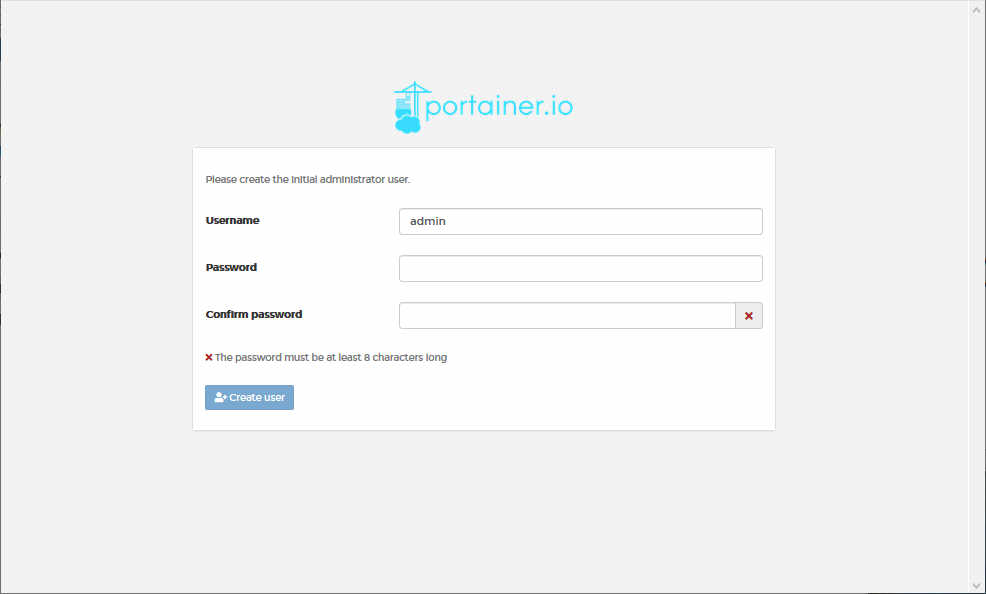 portainer.io
Please create the initial administrator user.
Username
admin
Password
Confirm password
The password must be at least 8 characters long
Create user